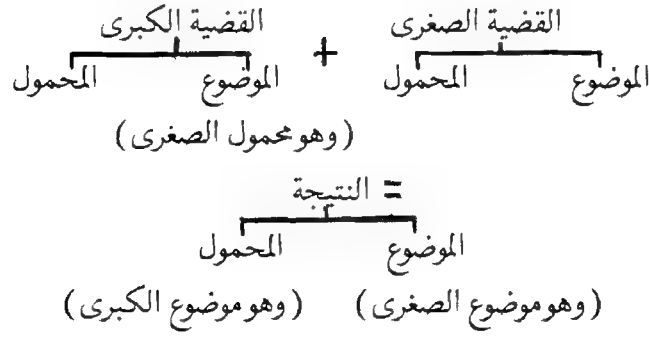 القضية الصغرى + القضية الكبرى
الموضوع المحمول الموضوع المحمول
(وهو محمول الصغرى)
= النتيجة
الموضوع المحمول
(وهو موضوع الصغرى) (وهو موضوع الكبرى)